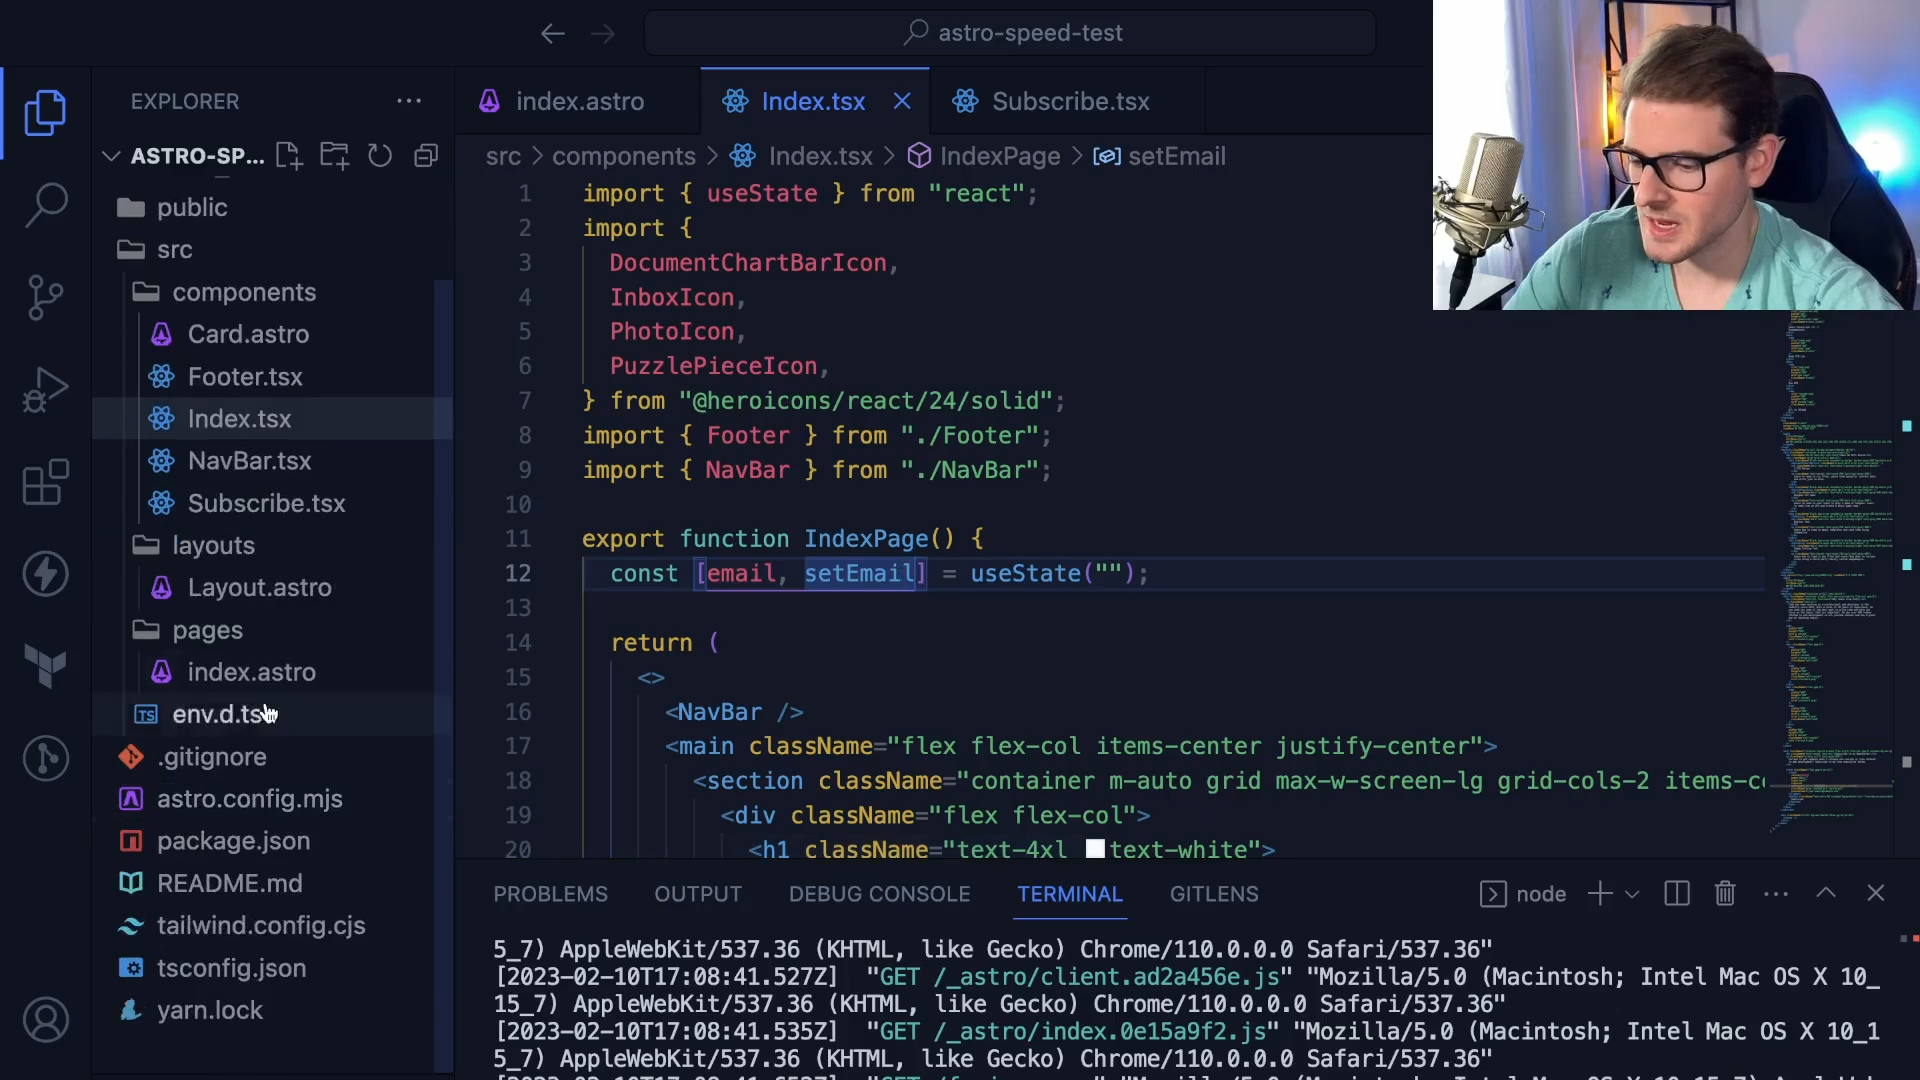 astro-speed-test
EXPLORER
ASTRO-SP...
public
src
components
Card.astro
Footer.tsx
Index.tsx
NavBar.tsx
Subscribe.tsx
layouts
Layout.astro
pages
index.astro
env.d.ts
.gitignore
astro.config.mjs
package.json
README.md
tailwind.config.cjs
tsconfig.json
yarn.lock
index.astro
Index.tsx
Subscribe.tsx
src > components > Index.tsx > IndexPage > setEmail
1 import { useState } from "react";
2 import {
3 DocumentChartBarIcon,
4 InboxIcon,
5 PhotoIcon,
6 PuzzlePieceIcon,
7 } from "@heroicons/react/24/solid";
8 import { Footer } from "./Footer";
9 import { NavBar } from "./NavBar";
10
11 export function IndexPage() {
12 const [email, setEmail] = useState("");
13
14 return (
15 <>
16 <NavBar />
17 <main className="flex flex-col items-center justify-center">
18 <section className="container m-auto grid max-w-screen-lg grid-cols-2 items-ce
19 <div className="flex flex-col">
20 <h1 className="text-4xl text-white">
PROBLEMS OUTPUT DEBUG CONSOLE TERMINAL GITLENS
node
5_7) AppleWebKit/537.36 (KHTML, like Gecko) Chrome/110.0.0.0 Safari/537.36"
[2023-02-10T17:08:41.527Z] "GET /_astro/client.ad2a456e.js" "Mozilla/5.0 (Macintosh; Intel Mac OS X 10_
15_7) AppleWebKit/537.36 (KHTML, like Gecko) Chrome/110.0.0.0 Safari/537.36"
[2023-02-10T17:08:41.535Z] "GET /_astro/index.0e15a9f2.js" "Mozilla/5.0 (Macintosh; Intel Mac OS X 10_1
5_7) AppleWebKit/537.36 (KHTML, like Gecko) Chrome/110.0.0.0 Safari/537.36"